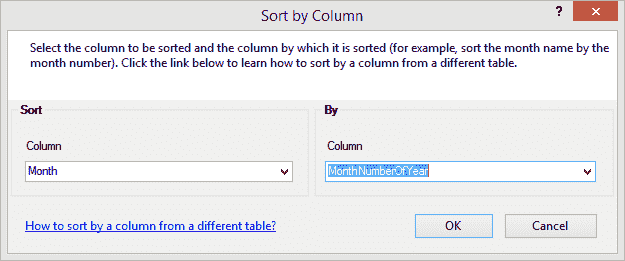 Sort by Column
?
Select the column to be sorted and the column by which it is sorted (for example, sort the month name by the
month number). Click the link below to learn how to sort by a column from a different table.
Sort
By
Column
Column
Month
MonthNumberOfYear
How to sort by a column from a different table?
OK
Cancel